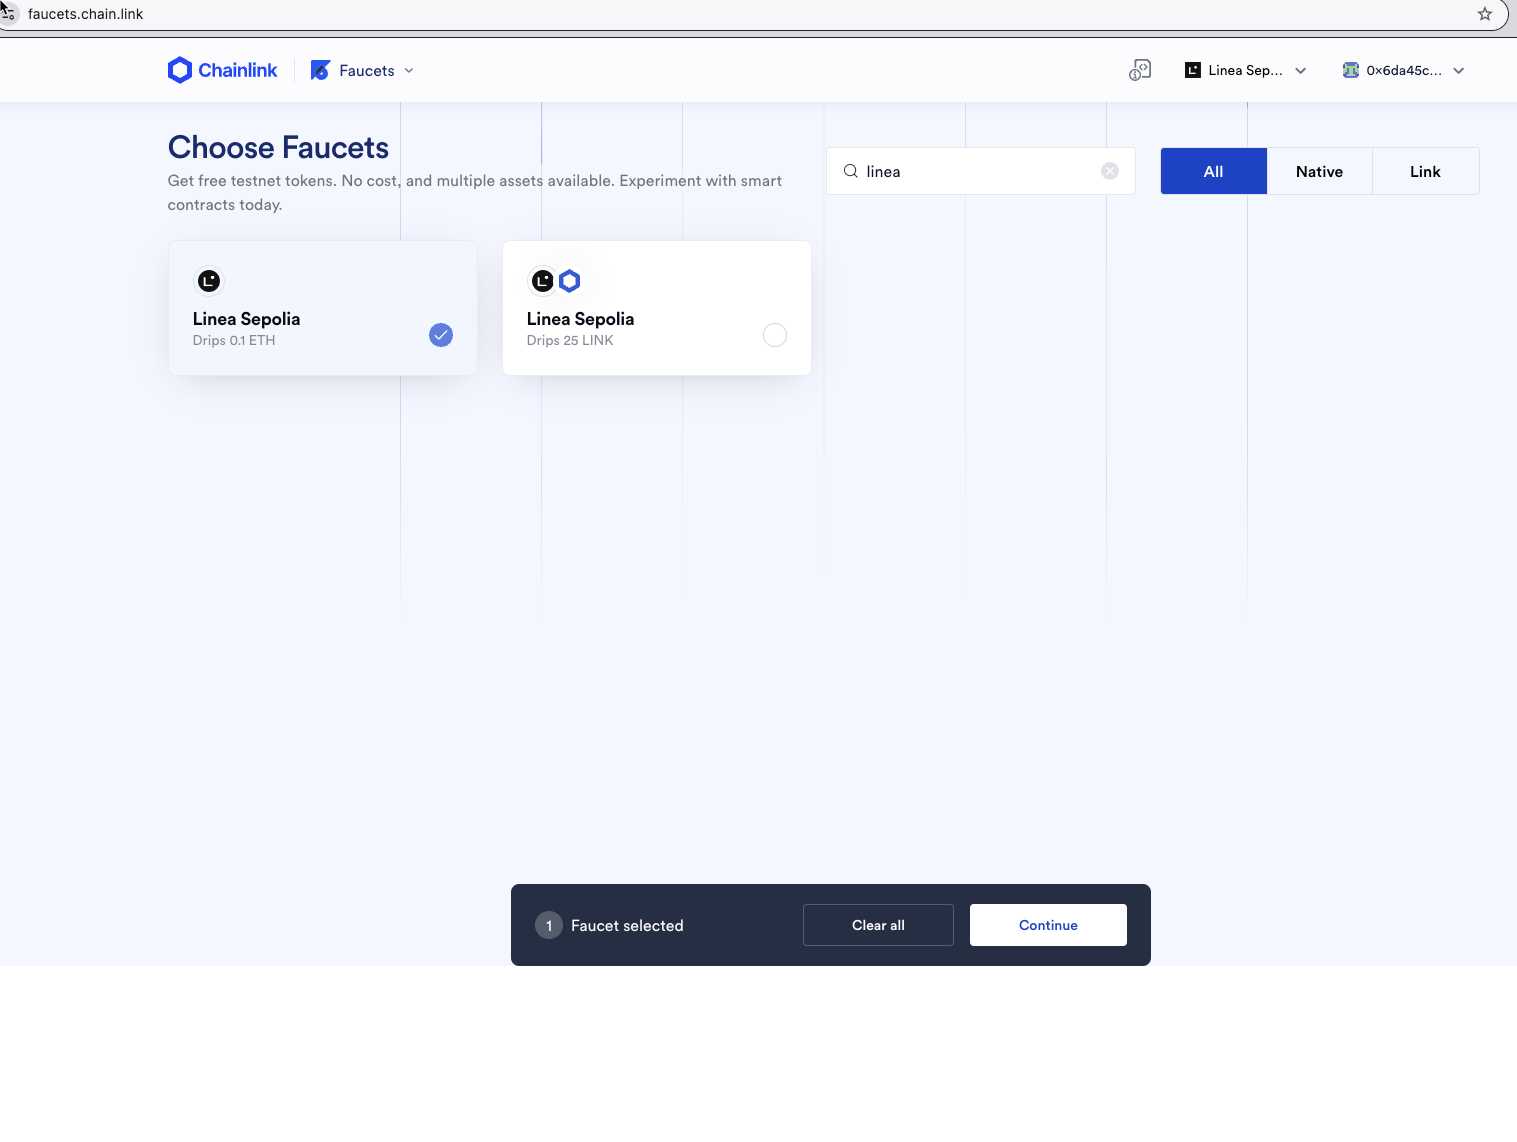 faucets.chain.link
Chainlink
Faucets
Linea Sep...
0x6da45c...
Choose Faucets
Get free testnet tokens. No cost, and multiple assets available. Experiment with smart
contracts today.
linea
All
Native
Link
Linea Sepolia
Drips 0.1 ETH
Linea Sepolia
Drips 25 LINK
1
Faucet selected
Clear all
Continue